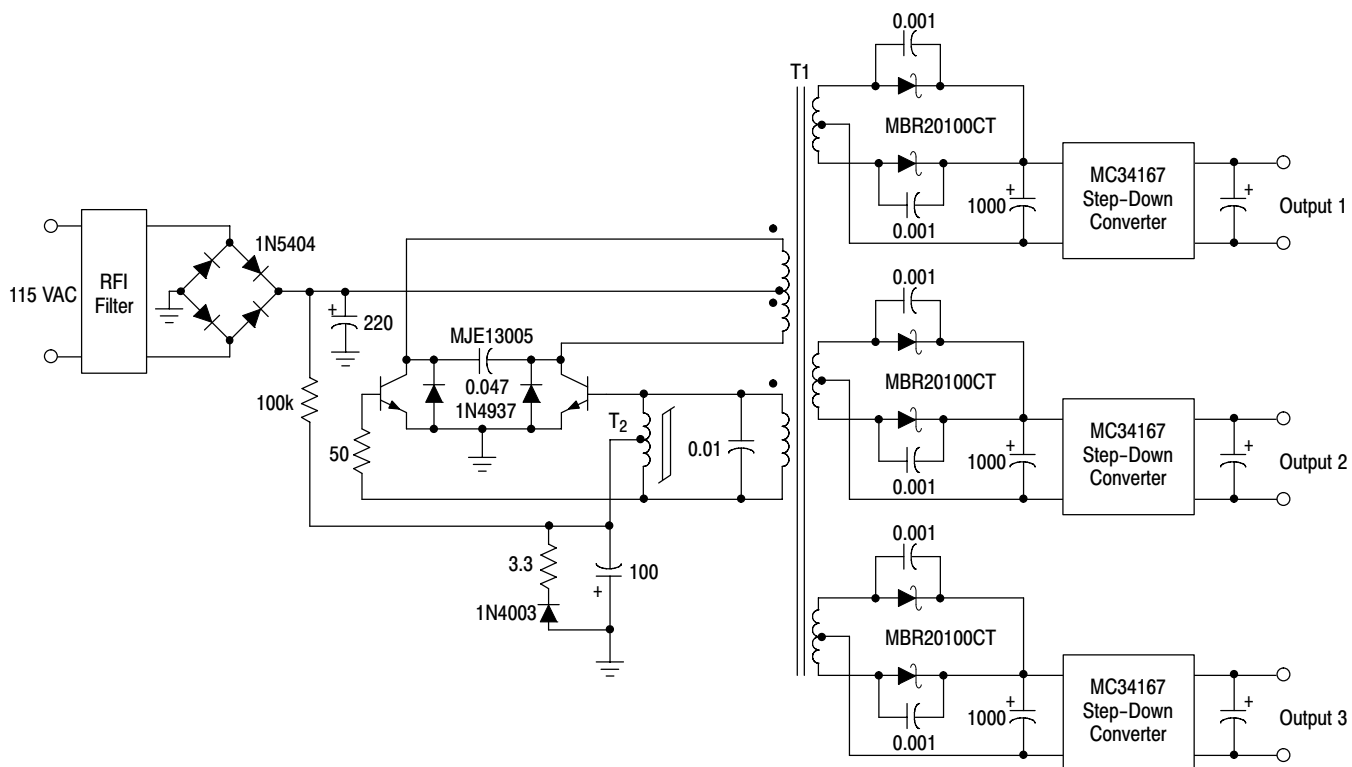 0.001
T1
MBR20100CT
0.001
+
1000
MC34167
Step-Down
Converter
+
Output 1
115 VAC
RFI
Filter
1N5404
+
220
100k
MJE13005
0.047
1N4937
50
T2
0.01
3.3
1N4003
100
+
0.001
MBR20100CT
0.001
+
1000
MC34167
Step-Down
Converter
+
Output 2
0.001
MBR20100CT
0.001
+
1000
MC34167
Step-Down
Converter
+
Output 3